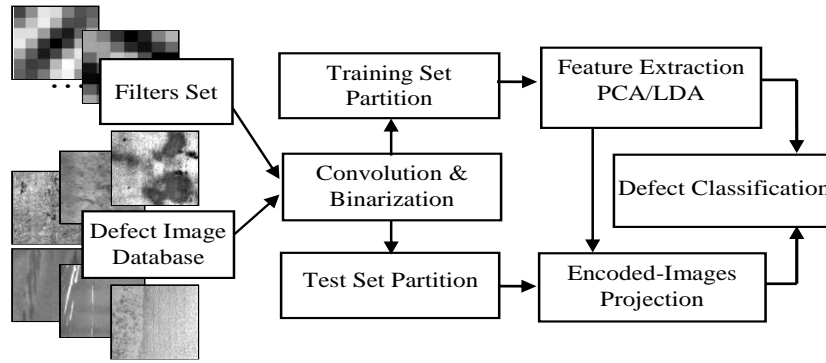 Filters Set
Defect Image
Database
Convolution &
Binarization
Training Set
Partition
Test Set Partition
Feature Extraction
PCA/LDA
Encoded-Images
Projection
Defect Classification